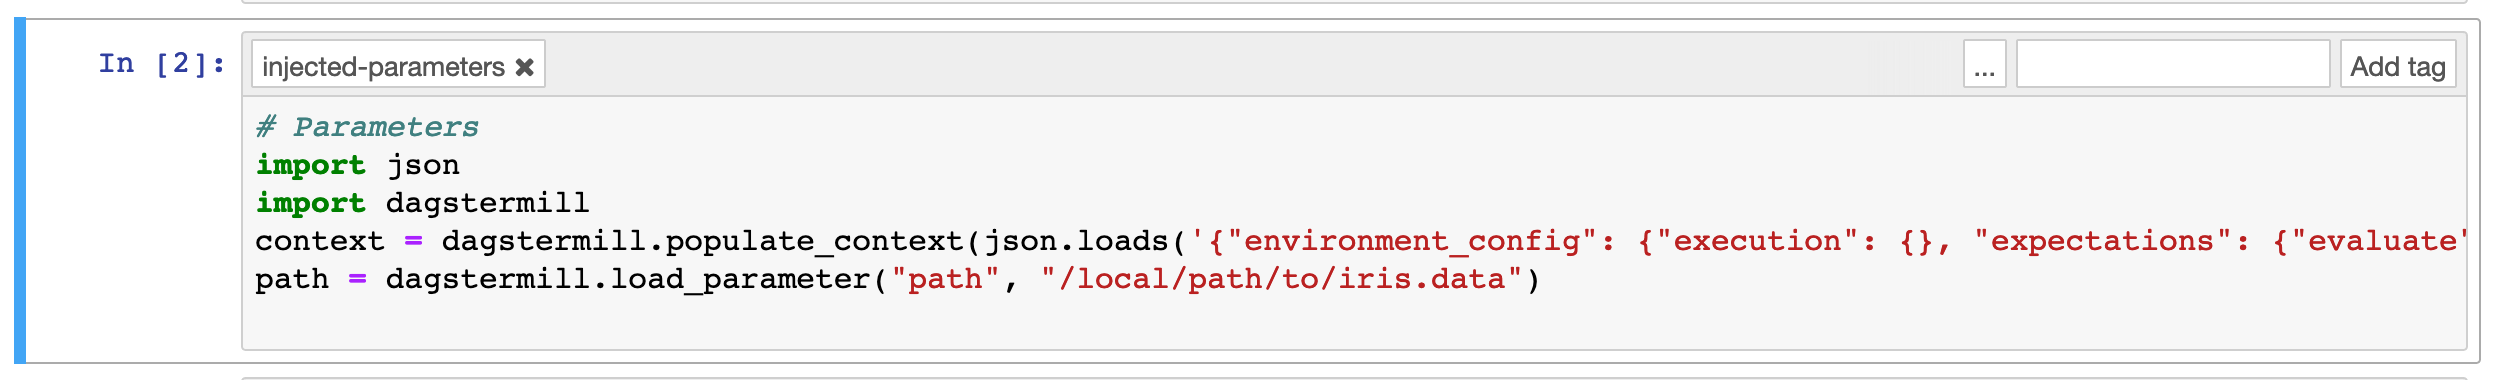 In [2]:
injected-parameters ✖
... Add tag
# Parameters
import json
import dagstermill
context = dagstermill.populate_context(json.loads('{"environment_config": {"execution": {}, "expectations": {"evaluate"
path = dagstermill.load_parameter("path", "/local/path/to/iris.data")